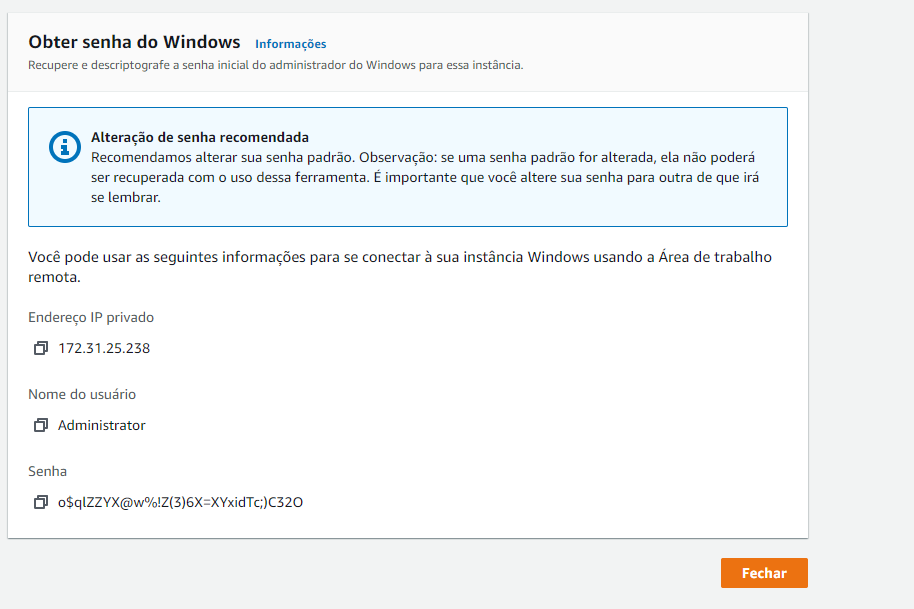 Obter senha do Windows Informações
Recupere e descriptografe a senha inicial do administrador do Windows para essa instância.
Alteração de senha recomendada
Recomendamos alterar sua senha padrão. Observação: se uma senha padrão for alterada, ela não poderá
ser recuperada com o uso dessa ferramenta. É importante que você altere sua senha para outra de que irá
se lembrar.
Você pode usar as seguintes informações para se conectar à sua instância Windows usando a Área de trabalho
remota.
Endereço IP privado
172.31.25.238
Nome do usuário
Administrator
Senha
o$qlZZYX@w%!Z(3)6X=XYxidTc;)C32O
Fechar